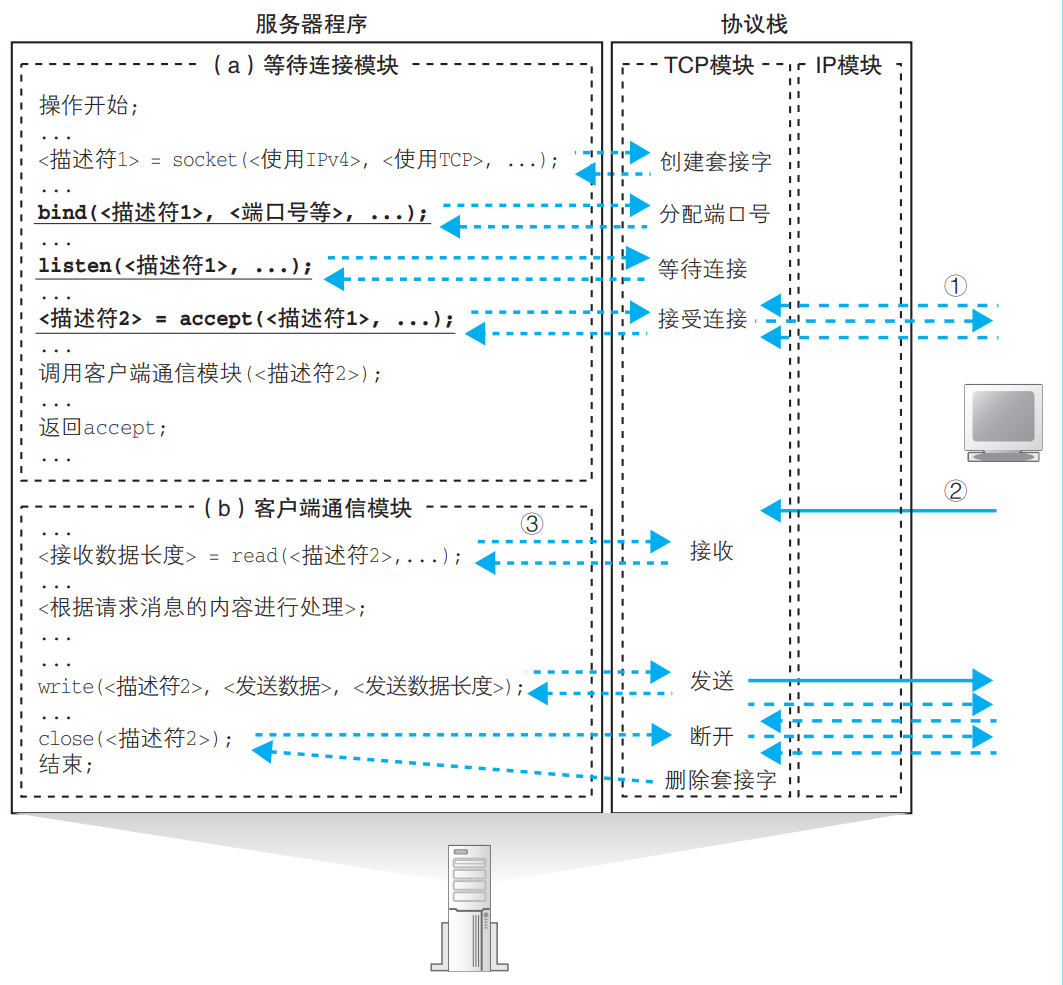 服务器程序
协议栈
(a)等待连接模块
TCP模块
IP模块
操作开始;
...
<描述符1> = socket(<使用IPv4>, <使用TCP>, ...);
创建套接字
...
bind(<描述符1>, <端口号等>, ...);
分配端口号
...
listen(<描述符1>, ...);
等待连接
①
...
<描述符2> = accept(<描述符1>, ...);
接受连接
...
调用客户端通信模块(<描述符2>);
...
返回accept;
...
②
(b)客户端通信模块
③
...
<接收数据长度> = read(<描述符2>,...);
接收
...
<根据请求消息的内容进行处理>;
...
...
write(<描述符2>, <发送数据>, <发送数据长度>);
发送
...
close(<描述符2>);
断开
结束;
删除套接字